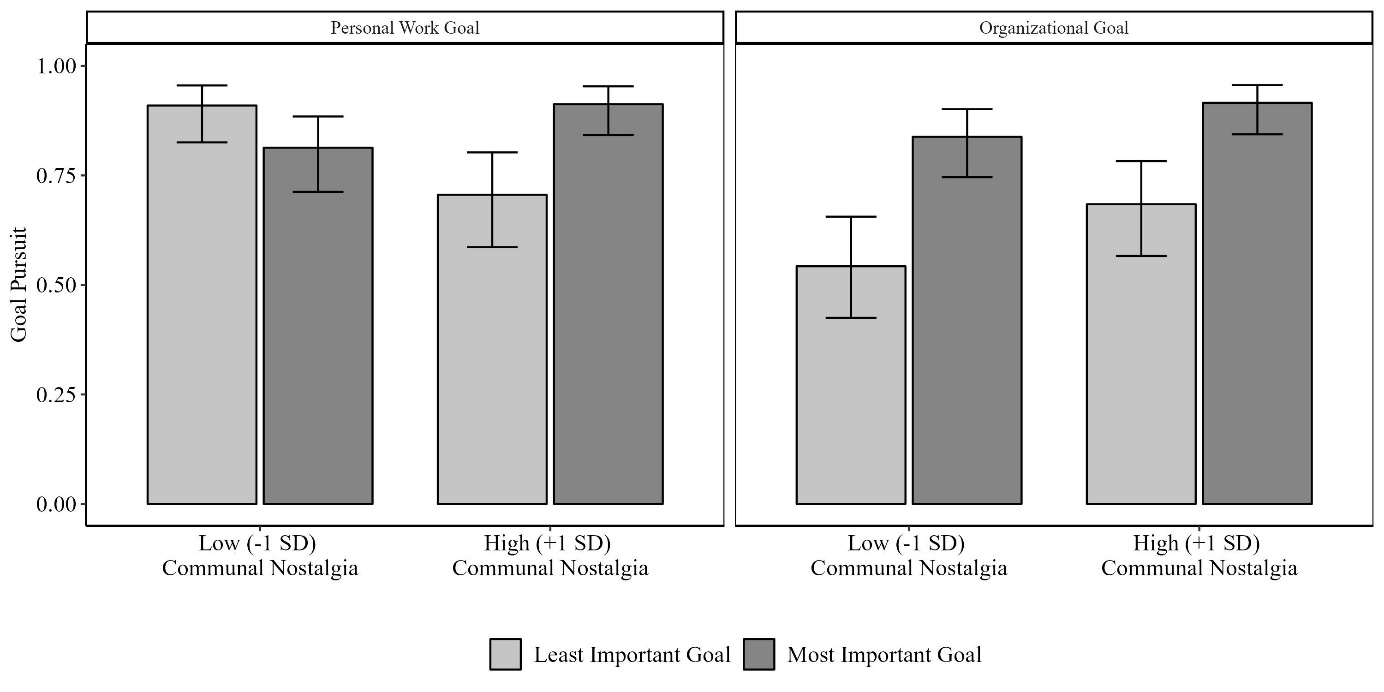 Personal Work Goal
Organizational Goal
Goal Pursuit
1.00
0.75
0.50
0.25
0.00
Low (-1 SD)
Communal Nostalgia
High (+1 SD)
Communal Nostalgia
Low (-1 SD)
Communal Nostalgia
High (+1 SD)
Communal Nostalgia
Least Important Goal
Most Important Goal